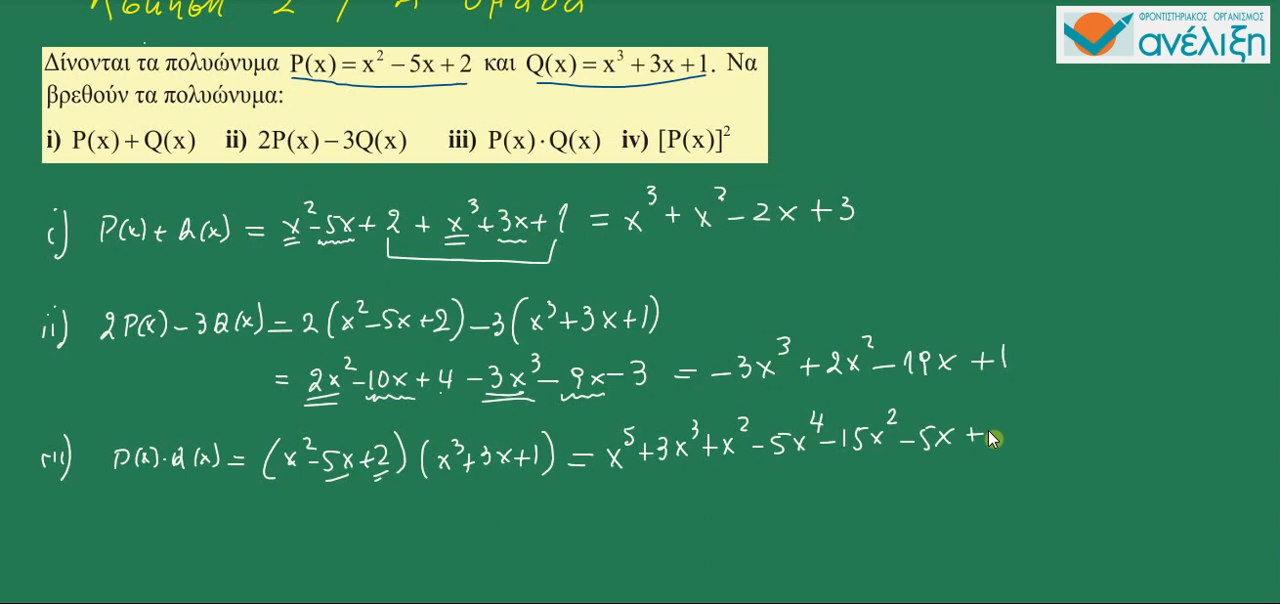 ΦΡΟΝΤΙΣΤΗΡΙΑΚΟΣ ΟΡΓΑΝΙΣΜΟΣ
ανέλιξη
Άσκηση 2 / Α ομάδα
Δίνονται τα πολυώνυμα P(x) = x² − 5x + 2 και Q(x) = x³ + 3x + 1. Να
βρεθούν τα πολυώνυμα:
i) P(x) + Q(x) ii) 2P(x) − 3Q(x) iii) P(x) · Q(x) iv) [P(x)]²
i) P(x) + Q(x) = x² - 5x + 2 + x³ + 3x + 1 = x³ + x² - 2x + 3
ii) 2P(x) - 3Q(x) = 2(x² - 5x + 2) - 3(x³ + 3x + 1)
= 2x² - 10x + 4 - 3x³ - 9x - 3 = -3x³ + 2x² - 19x + 1
iii) P(x)·Q(x) = (x² - 5x + 2)(x³ + 3x + 1) = x⁵ + 3x³ + x² - 5x⁴ - 15x² - 5x +